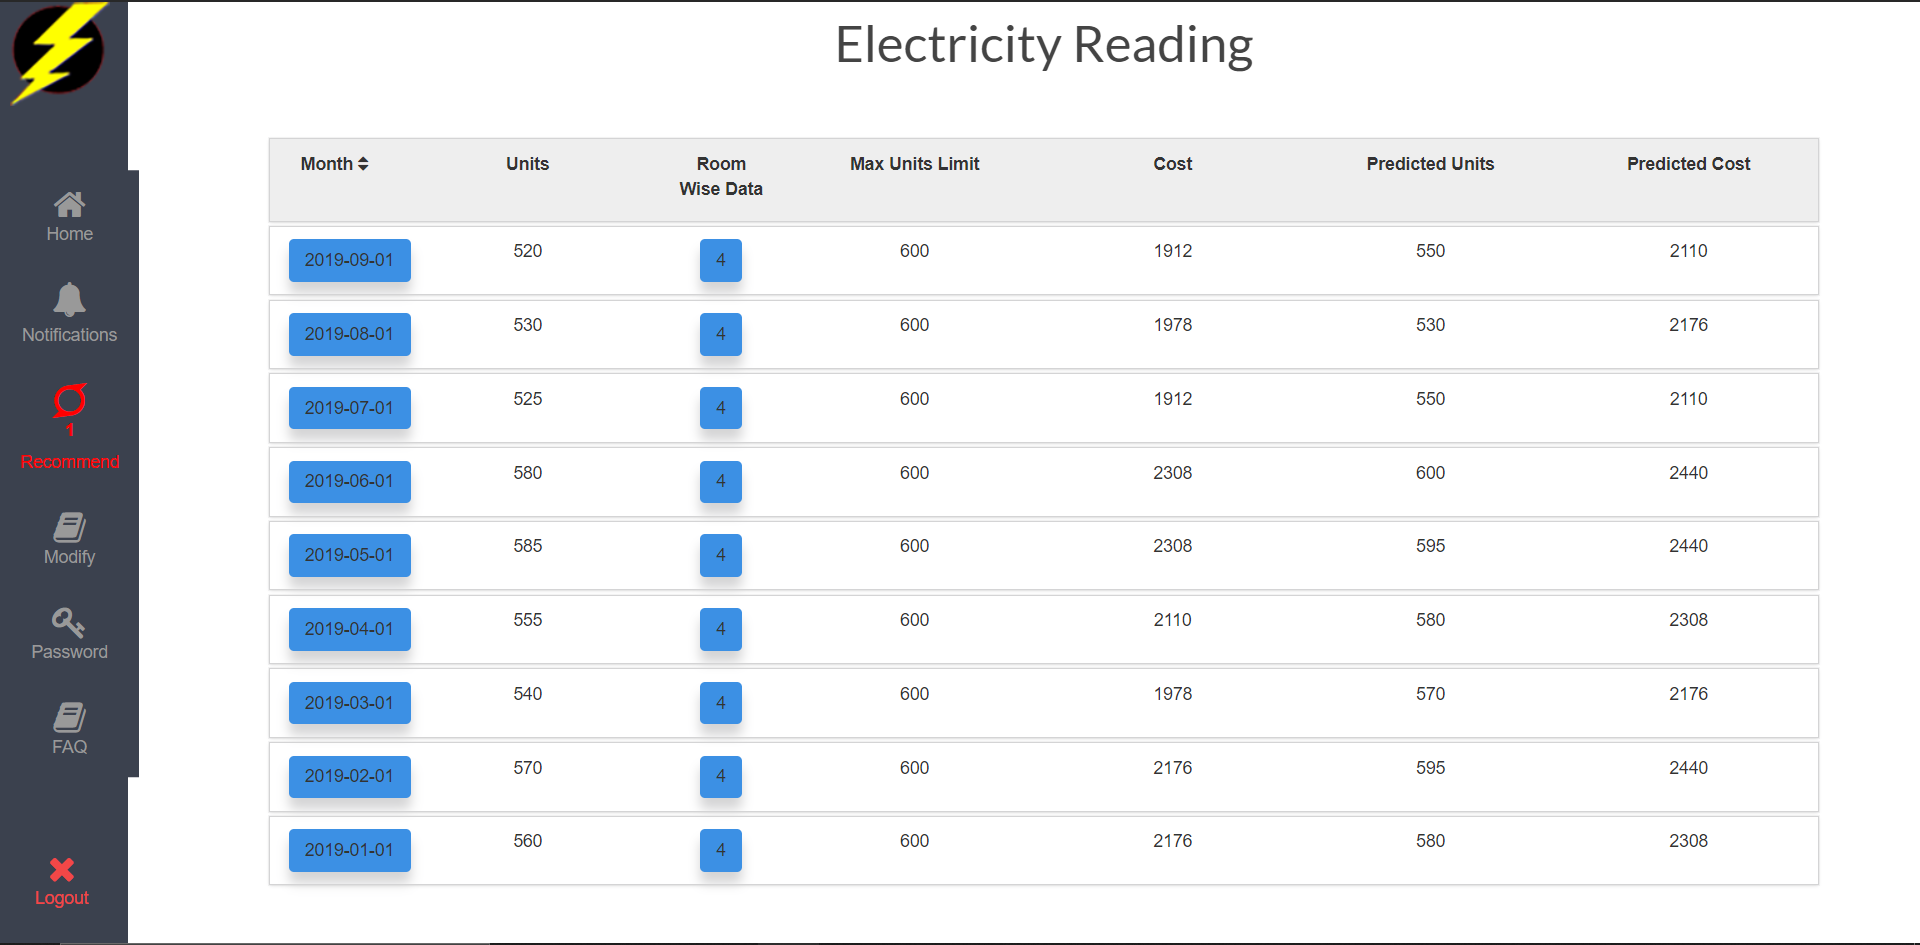 Electricity Reading
Month Units Room Wise Data Max Units Limit Cost Predicted Units Predicted Cost
2019-09-01 520 4 600 1912 550 2110
2019-08-01 530 4 600 1978 530 2176
2019-07-01 525 4 600 1912 550 2110
2019-06-01 580 4 600 2308 600 2440
2019-05-01 585 4 600 2308 595 2440
2019-04-01 555 4 600 2110 580 2308
2019-03-01 540 4 600 1978 570 2176
2019-02-01 570 4 600 2176 595 2440
2019-01-01 560 4 600 2176 580 2308
Home
Notifications
1
Recommend
Modify
Password
FAQ
Logout